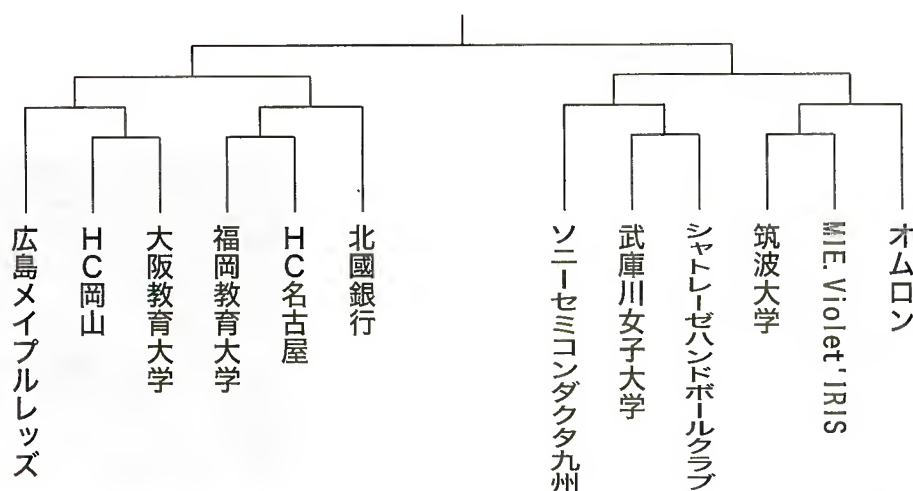 広島メイプルレッズ
HC岡山
大阪教育大学
福岡教育大学
HC名古屋
北國銀行
ソニーセミコンダクタ九州
武庫川女子大学
シャトレーゼハンドボールクラブ
筑波大学
MIE.Violet'IRIS
オムロン